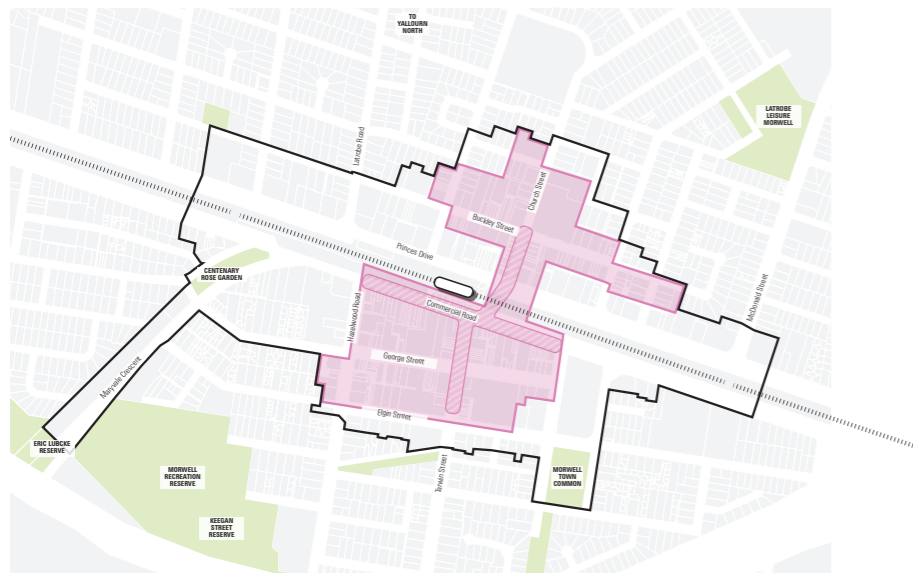 TO
YALLOURN
NORTH
LATROBE
LEISURE
MORWELL
Latrobe Road
Church Street
Buckley Street
Princes Drive
CENTENARY
ROSE GARDEN
McDonald Street
Hazelwood Road
Commercial Road
George Street
Maryvale Crescent
Elgin Street
ERIC LUBCKE
RESERVE
MORWELL
RECREATION
RESERVE
Tarwin Street
MORWELL
TOWN
COMMON
KEEGAN
STREET
RESERVE